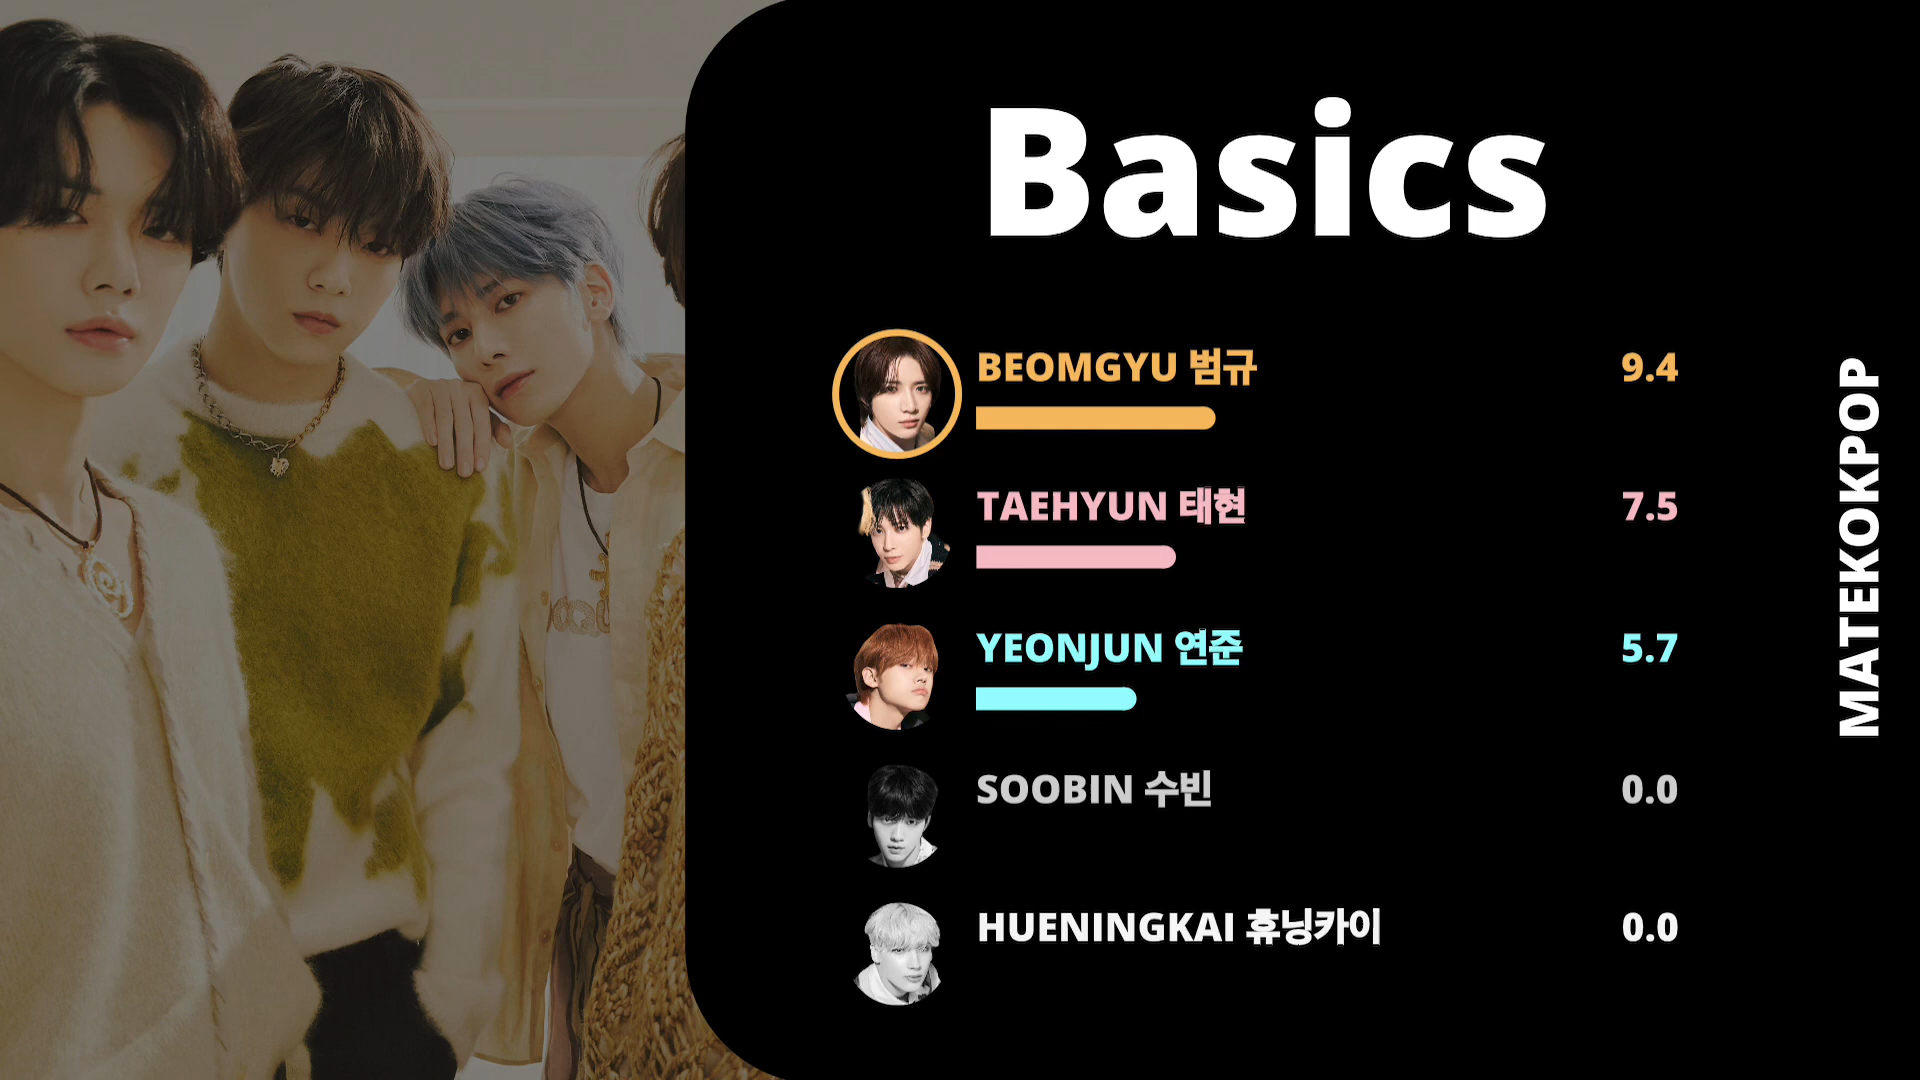 Basics
BEOMGYU 범규 9.4
TAEHYUN 태현 7.5
YEONJUN 연준 5.7
SOOBIN 수빈 0.0
HUENINGKAI 휴닝카이 0.0
MATEKOKPOP